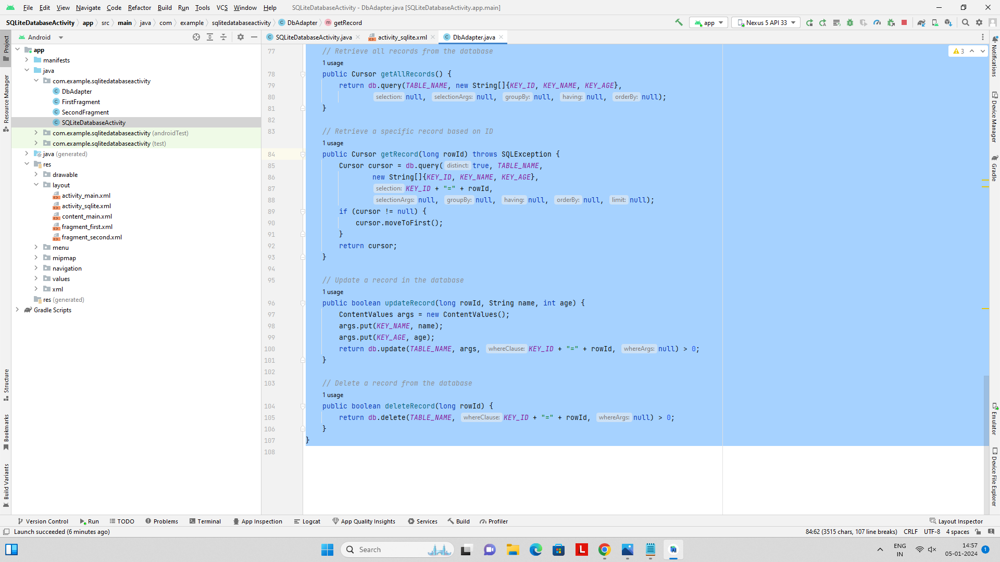 File Edit View Navigate Code Refactor Build Run Tools VCS Window Help SQLiteDatabaseActivity - DbAdapter.java [SQLiteDatabaseActivity.app.main]
SQLiteDatabaseActivity app src main java com example sqlitedatabaseactivity DbAdapter getRecord app Nexus 5 API 33
Android
SQLiteDatabaseActivity.java activity_sqlite.xml DbAdapter.java
Project
Resource Manager
Structure
Bookmarks
Build Variants
app
manifests
java
com.example.sqlitedatabaseactivity
DbAdapter
FirstFragment
SecondFragment
SQLiteDatabaseActivity
com.example.sqlitedatabaseactivity (androidTest)
com.example.sqlitedatabaseactivity (test)
java (generated)
res
drawable
layout
activity_main.xml
activity_sqlite.xml
content_main.xml
fragment_first.xml
fragment_second.xml
menu
mipmap
navigation
values
xml
res (generated)
Gradle Scripts
3
77 // Retrieve all records from the database
1 usage
78 public Cursor getAllRecords() {
79 return db.query(TABLE_NAME, new String[]{KEY_ID, KEY_NAME, KEY_AGE},
80 selection: null, selectionArgs: null, groupBy: null, having: null, orderBy: null);
81 }
82
83 // Retrieve a specific record based on ID
1 usage
84 public Cursor getRecord(long rowId) throws SQLException {
85 Cursor cursor = db.query( distinct: true, TABLE_NAME,
86 new String[]{KEY_ID, KEY_NAME, KEY_AGE},
87 selection: KEY_ID + "=" + rowId,
88 selectionArgs: null, groupBy: null, having: null, orderBy: null, limit: null);
89 if (cursor != null) {
90 cursor.moveToFirst();
91 }
92 return cursor;
93 }
94
95 // Update a record in the database
1 usage
96 public boolean updateRecord(long rowId, String name, int age) {
97 ContentValues args = new ContentValues();
98 args.put(KEY_NAME, name);
99 args.put(KEY_AGE, age);
100 return db.update(TABLE_NAME, args, whereClause: KEY_ID + "=" + rowId, whereArgs: null) > 0;
101 }
102
103 // Delete a record from the database
1 usage
104 public boolean deleteRecord(long rowId) {
105 return db.delete(TABLE_NAME, whereClause: KEY_ID + "=" + rowId, whereArgs: null) > 0;
106 }
107 }
108
Notifications
Device Manager
Gradle
Emulator
Device File Explorer
Version Control Run TODO Problems Terminal App Inspection Logcat App Quality Insights Services Build Profiler Layout Inspector
Launch succeeded (6 minutes ago) 84:62 (3515 chars, 107 line breaks) CRLF UTF-8 4 spaces
Search L ENG IN 14:57 05-01-2024 1